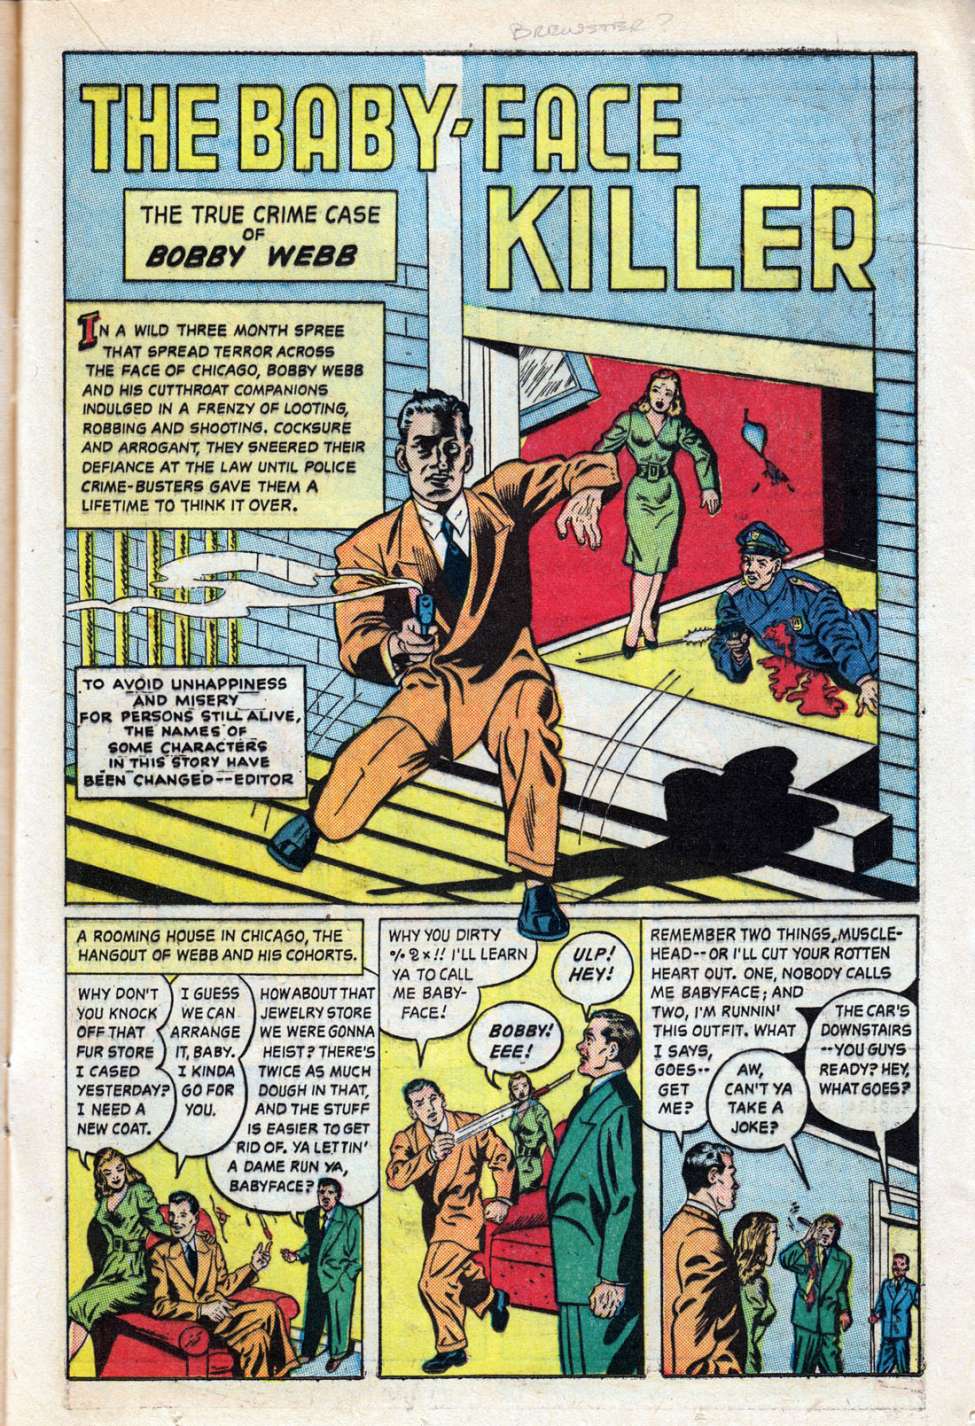 BREWSTER?
THE BABY-FACE
KILLER
THE TRUE CRIME CASE
OF
BOBBY WEBB
IN A WILD THREE MONTH SPREE
THAT SPREAD TERROR ACROSS
THE FACE OF CHICAGO, BOBBY WEBB
AND HIS CUTTHROAT COMPANIONS
INDULGED IN A FRENZY OF LOOTING,
ROBBING AND SHOOTING. COCKSURE
AND ARROGANT, THEY SNEERED THEIR
DEFIANCE AT THE LAW UNTIL POLICE
CRIME-BUSTERS GAVE THEM A
LIFETIME TO THINK IT OVER.
TO AVOID UNHAPPINESS
AND MISERY
FOR PERSONS STILL ALIVE,
THE NAMES OF
SOME CHARACTERS
IN THIS STORY HAVE
BEEN CHANGED--EDITOR
A ROOMING HOUSE IN CHICAGO, THE
HANGOUT OF WEBB AND HIS COHORTS.
WHY DON'T
YOU KNOCK
OFF THAT
FUR STORE
I CASED
YESTERDAY?
I NEED A
NEW COAT.
I GUESS
WE CAN
ARRANGE
IT, BABY.
I KINDA
GO FOR
YOU.
HOW ABOUT THAT
JEWELRY STORE
WE WERE GONNA
HEIST? THERE'S
TWICE AS MUCH
DOUGH IN THAT,
AND THE STUFF
IS EASIER TO GET
RID OF. YA LETTIN'
A DAME RUN YA,
BABYFACE?
WHY YOU DIRTY
%?*!! I'LL LEARN
YA TO CALL
ME BABY-
FACE!
BOBBY!
EEE!
ULP!
HEY!
REMEMBER TWO THINGS, MUSCLE-
HEAD--OR I'LL CUT YOUR ROTTEN
HEART OUT. ONE, NOBODY CALLS
ME BABYFACE; AND
TWO, I'M RUNNIN'
THIS OUTFIT. WHAT
I SAYS,
GOES--
GET
ME?
AW,
CAN'T YA
TAKE A
JOKE?
THE CAR'S
DOWNSTAIRS
--YOU GUYS
READY? HEY,
WHAT GOES?